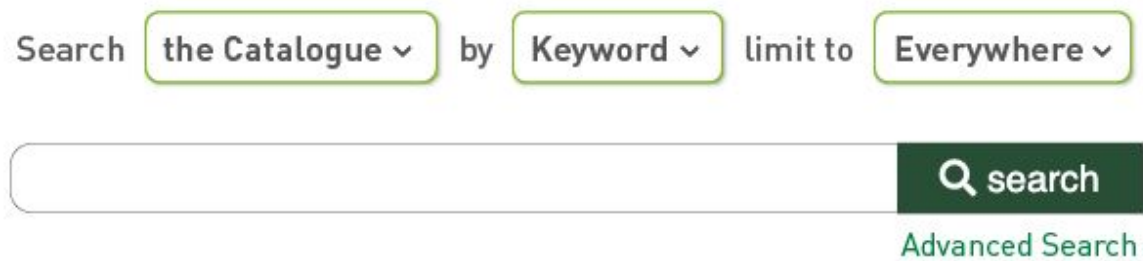 Search the Catalogue by Keyword limit to Everywhere
search
Advanced Search